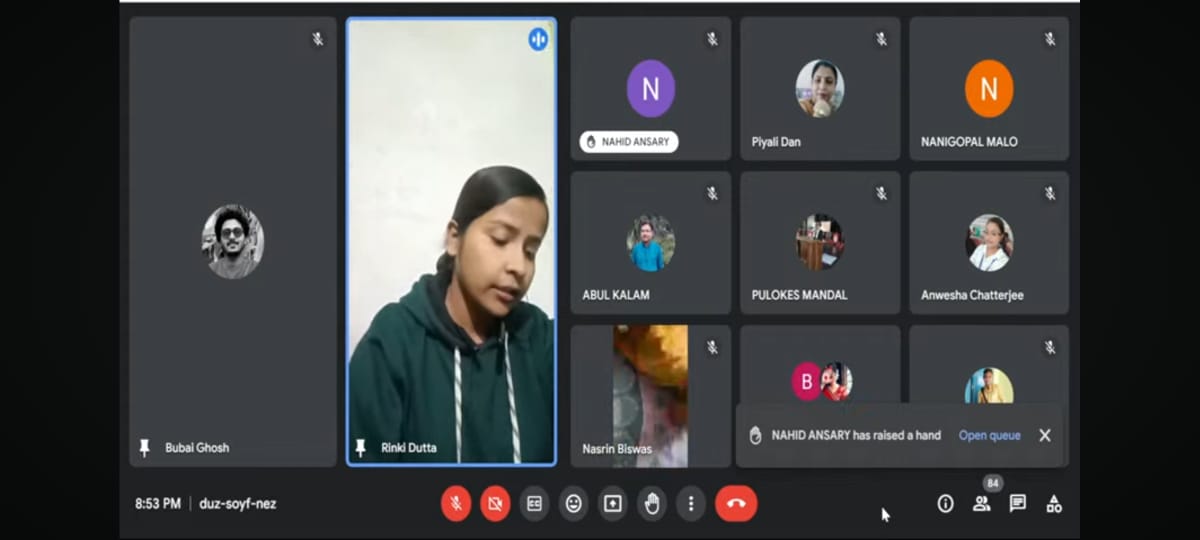 N
NAHID ANSARY
Piyali Dan
N
NANIGOPAL MALO
ABUL KALAM
PULOKES MANDAL
Anwesha Chatterjee
Bubai Ghosh
Rinki Dutta
Nasrin Biswas
B
NAHID ANSARY has raised a hand
Open queue
8:53 PM
duz-soyf-nez
CC
84